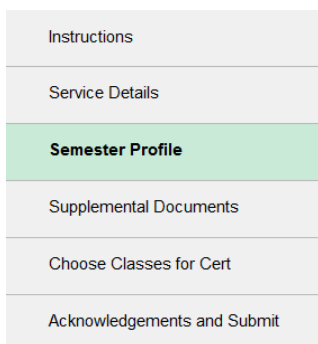 Instructions
Service Details
Semester Profile
Supplemental Documents
Choose Classes for Cert
Acknowledgements and Submit